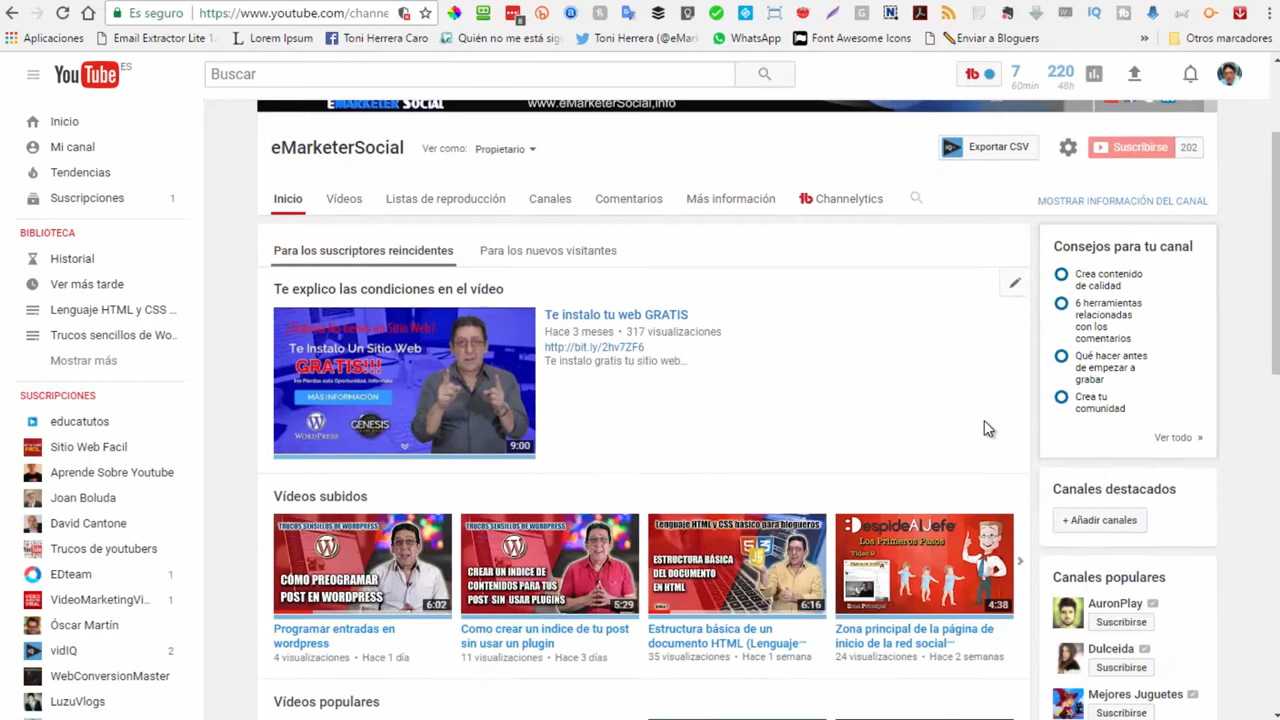 Es seguro https://www.youtube.com/channe
Aplicaciones Email Extractor Lite 1 Lorem Ipsum Toni Herrera Caro Quién no me está sig Toni Herrera (@eMark WhatsApp Font Awesome Icons Enviar a Bloguers » Otros marcadores
YouTube ES
Buscar
tb 7 60min 220 48h
Inicio
Mi canal
Tendencias
Suscripciones 1
BIBLIOTECA
Historial
Ver más tarde
Lenguaje HTML y CSS ...
Trucos sencillos de Wo...
Mostrar más
SUSCRIPCIONES
educatutos
Sitio Web Facil
Aprende Sobre Youtube
Joan Boluda
David Cantone
Trucos de youtubers
EDteam 1
VideoMarketingVi... 1
Óscar Martín
vidIQ 2
WebConversionMaster
LuzuVlogs
EMARKETER SOCIAL www.eMarketerSocial,info
eMarketerSocial Ver como: Propietario
Exportar CSV
Suscribirse 202
Inicio Vídeos Listas de reproducción Canales Comentarios Más información tb Channelytics
MOSTRAR INFORMACIÓN DEL CANAL
Para los suscriptores reincidentes Para los nuevos visitantes
Te explico las condiciones en el vídeo
Te Instalo Un Sitio Web
GRATIS!!!
MÁS INFORMACIÓN
WORDPRESS GENESIS
9:00
Te instalo tu web GRATIS
Hace 3 meses • 317 visualizaciones
http://bit.ly/2hv7ZF6
Te instalo gratis tu sitio web...
Vídeos subidos
TRUCOS SENSILLOS DE WORDPRESS
CÓMO PREOGRAMAR
POST EN WORDPRESS
6:02
Programar entradas en
wordpress
4 visualizaciones • Hace 1 día
TRUCOS SENSILLOS DE WORDPRESS
CREAR UN INDICE DE
CONTENIDOS PARA TUS
POST SIN USAR PLUGINS
5:29
Como crear un indice de tu post
sin usar un plugin
11 visualizaciones • Hace 3 días
Lenguaje HTML y CSS basico para blogueros
ESTRUCTURA BÁSICA
DEL DOCUMENTO
EN HTML
6:16
Estructura básica de un
documento HTML (Lenguaje...
35 visualizaciones • Hace 1 semana
DespideAlJefe
Los Primeros Pasos
Video 9
Zona Principal
4:38
Zona principal de la página de
inicio de la red social...
24 visualizaciones • Hace 2 semanas
Vídeos populares
Consejos para tu canal
Crea contenido
de calidad
6 herramientas
relacionadas
con los
comentarios
Qué hacer antes
de empezar a
grabar
Crea tu
comunidad
Ver todo »
Canales destacados
+ Añadir canales
Canales populares
AuronPlay
Suscribirse
Dulceida
Suscribirse
Mejores Juguetes
Suscribirse